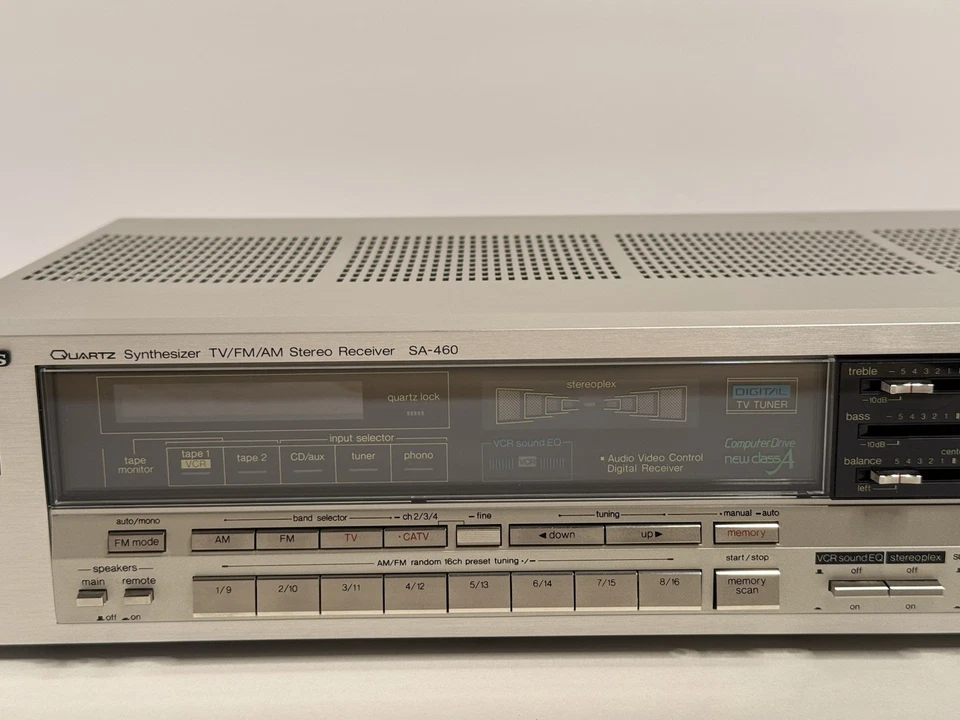 s
QUARTZ Synthesizer TV/FM/AM Stereo Receiver SA-460
quartz lock
stereoplex
DIGITAL
TV TUNER
input selector
tape monitor
tape 1
VCR
tape 2
CD/aux
tuner
phono
VCR sound EQ
VCR
• Audio Video Control
Digital Receiver
Computer Drive
new class A
treble
- 5 4 3 2 1
-10dB
bass
- 5 4 3 2 1
-10dB
cente
balance
5 4 3 2 1
left
auto/mono
FM mode
band selector
ch 2/3/4
fine
tuning
manual auto
AM
FM
TV
•CATV
◄ down
up ►
memory
speakers
main
remote
off on
AM/FM random 16ch preset tuning
start/stop
1/9
2/10
3/11
4/12
5/13
6/14
7/15
8/16
memory
scan
VCR sound EQ
stereoplex
off
off
on
on